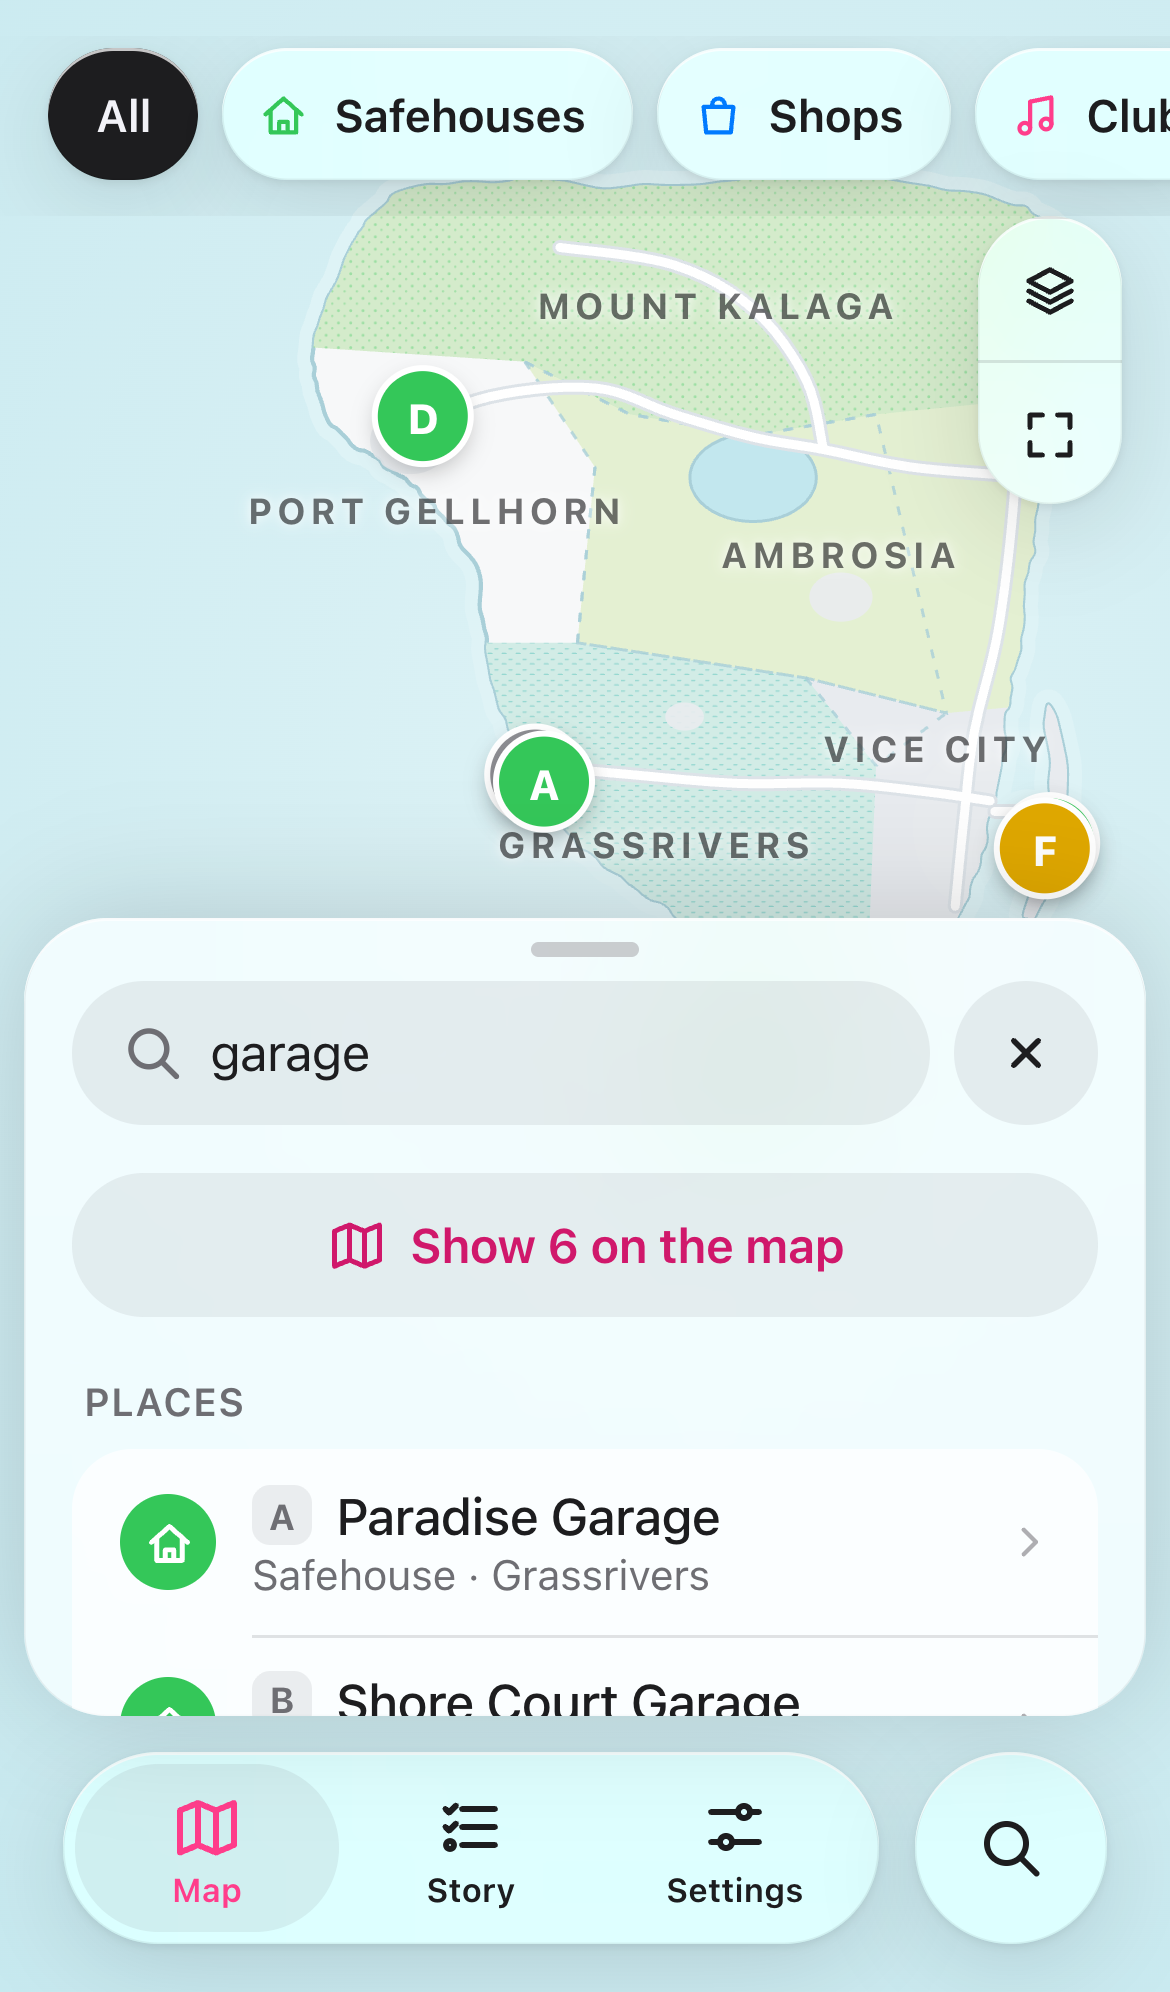 All
Safehouses
Shops
Club
MOUNT KALAGA
D
PORT GELLHORN
AMBROSIA
VICE CITY
A
GRASSRIVERS
F
garage
Show 6 on the map
PLACES
A Paradise Garage
Safehouse · Grassrivers
B Shore Court Garage
Map
Story
Settings